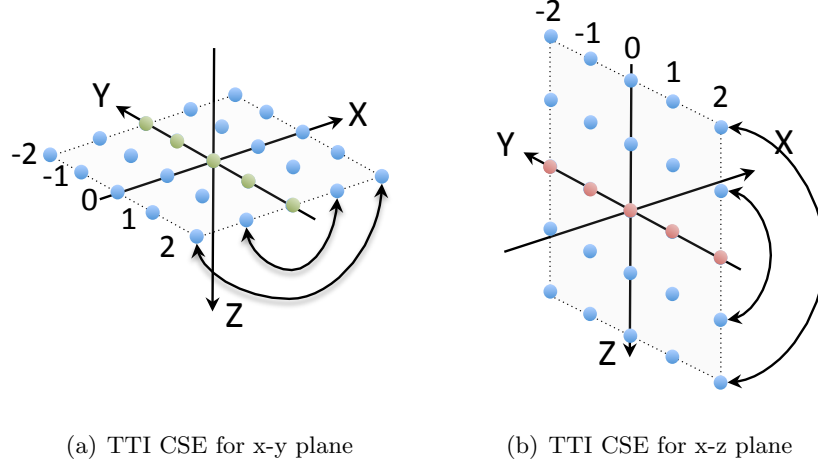 Y
X
-2
-1
0
1
2
Z
(a) TTI CSE for x-y plane
-2
-1
0
1
2
X
Y
Z
(b) TTI CSE for x-z plane